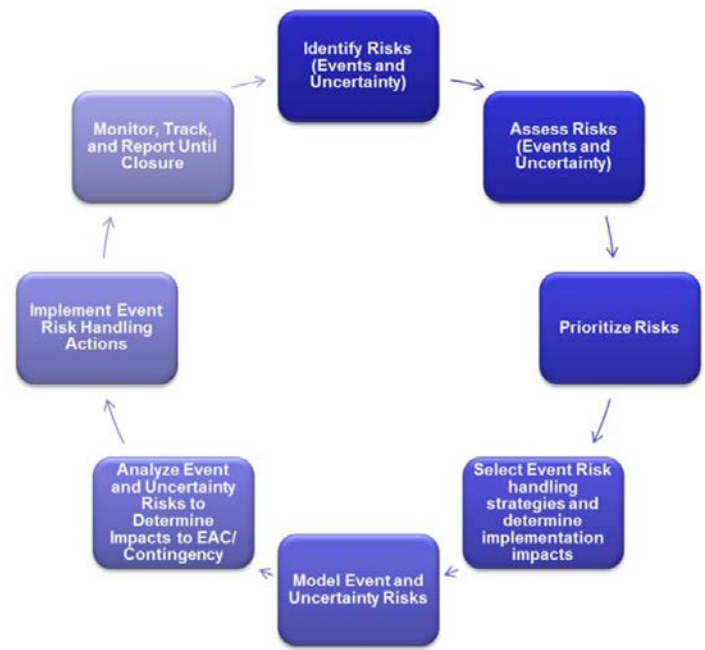 Identify Risks
(Events and
Uncertainty)
Assess Risks
(Events and
Uncertainty)
Prioritize Risks
Select Event Risk
handling
strategies and
determine
implementation
impacts
Model Event and
Uncertainty Risks
Analyze Event
and Uncertainty
Risks to
Determine
Impacts to EAC/
Contingency
Implement Event
Risk Handling
Actions
Monitor, Track,
and Report Until
Closure